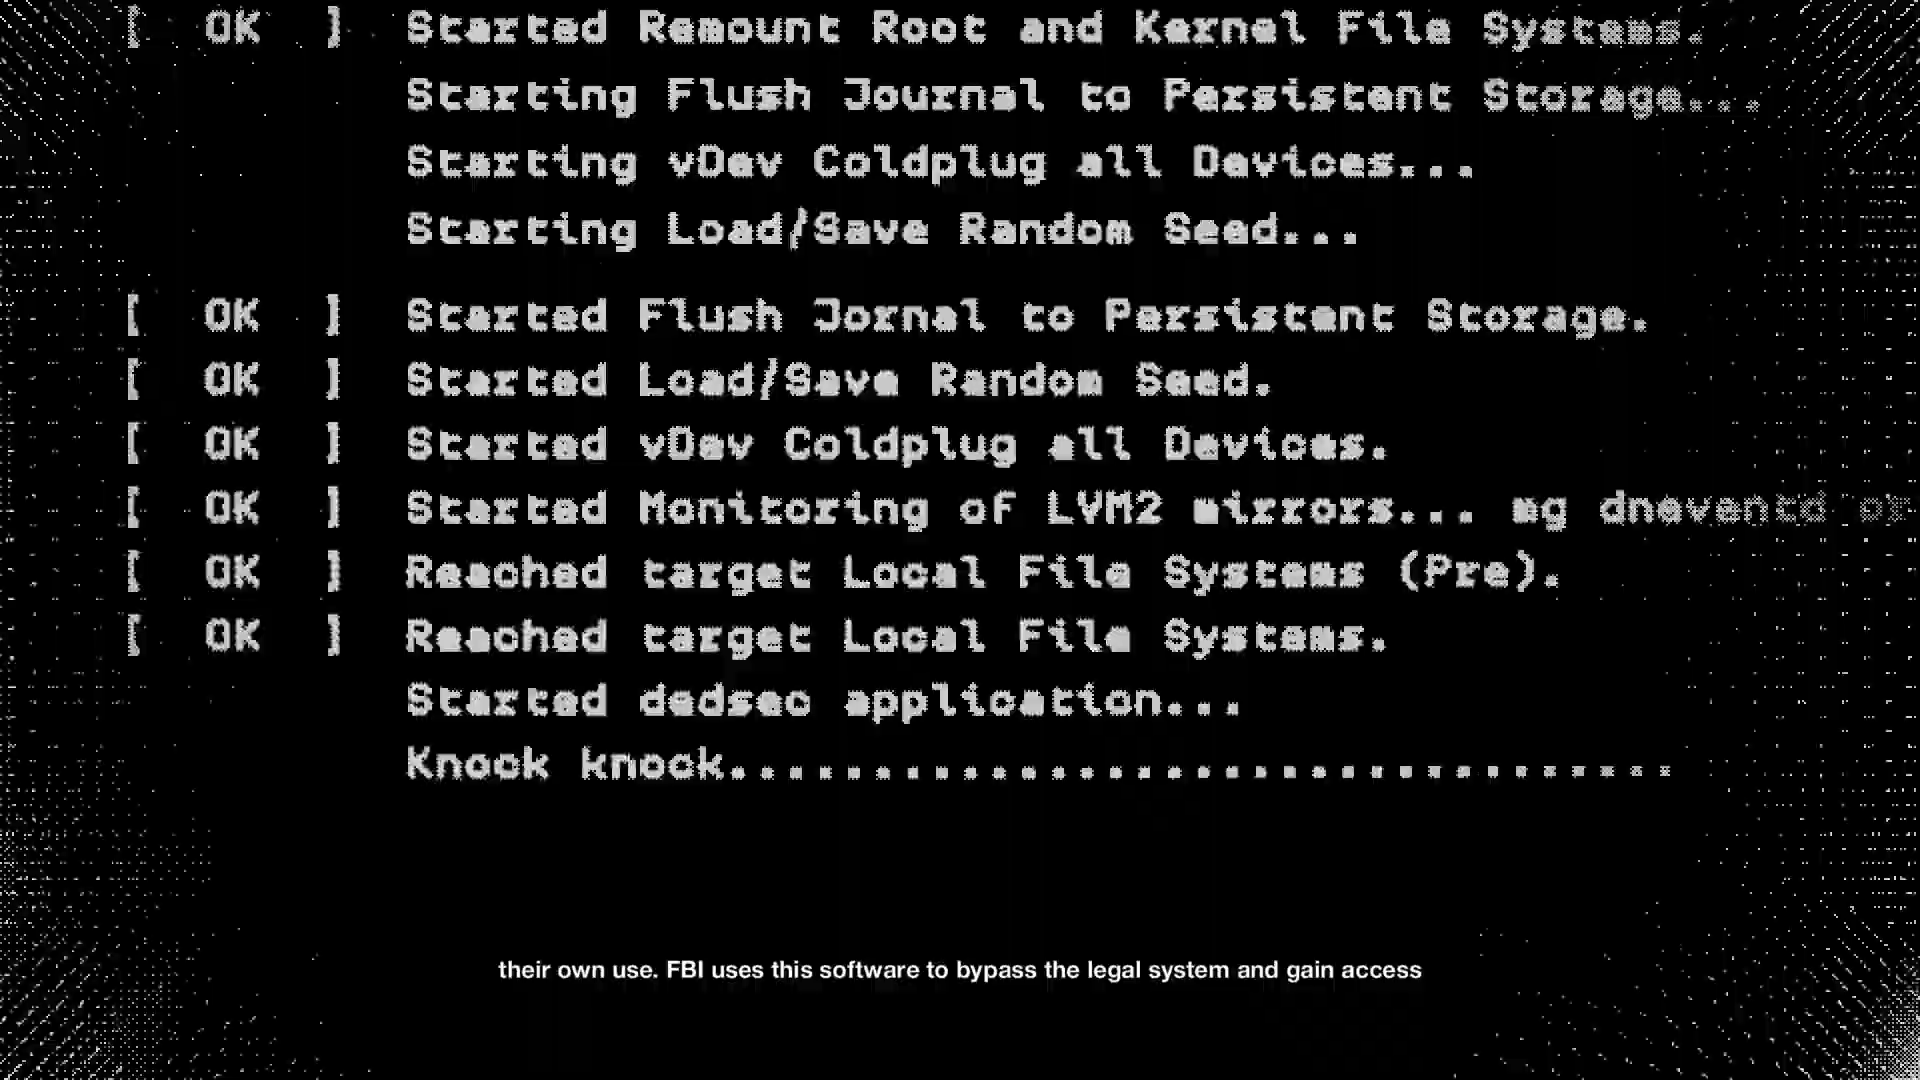 [ OK ] Started Remount Root and Kernel File Systems.
Starting Flush Journal to Persistent Storage...
Starting vDev Coldplug all Devices...
Starting Load/Save Random Seed...
[ OK ] Started Flush Jornal to Persistent Storage.
[ OK ] Started Load/Save Random Seed.
[ OK ] Started vDev Coldplug all Devices.
[ OK ] Started Monitoring of LVM2 mirrors... mg dneventd or
[ OK ] Reached target Local File Systems (Pre).
[ OK ] Reached target Local File Systems.
Started dedsec application...
Knock knock.................................
their own use. FBI uses this software to bypass the legal system and gain access